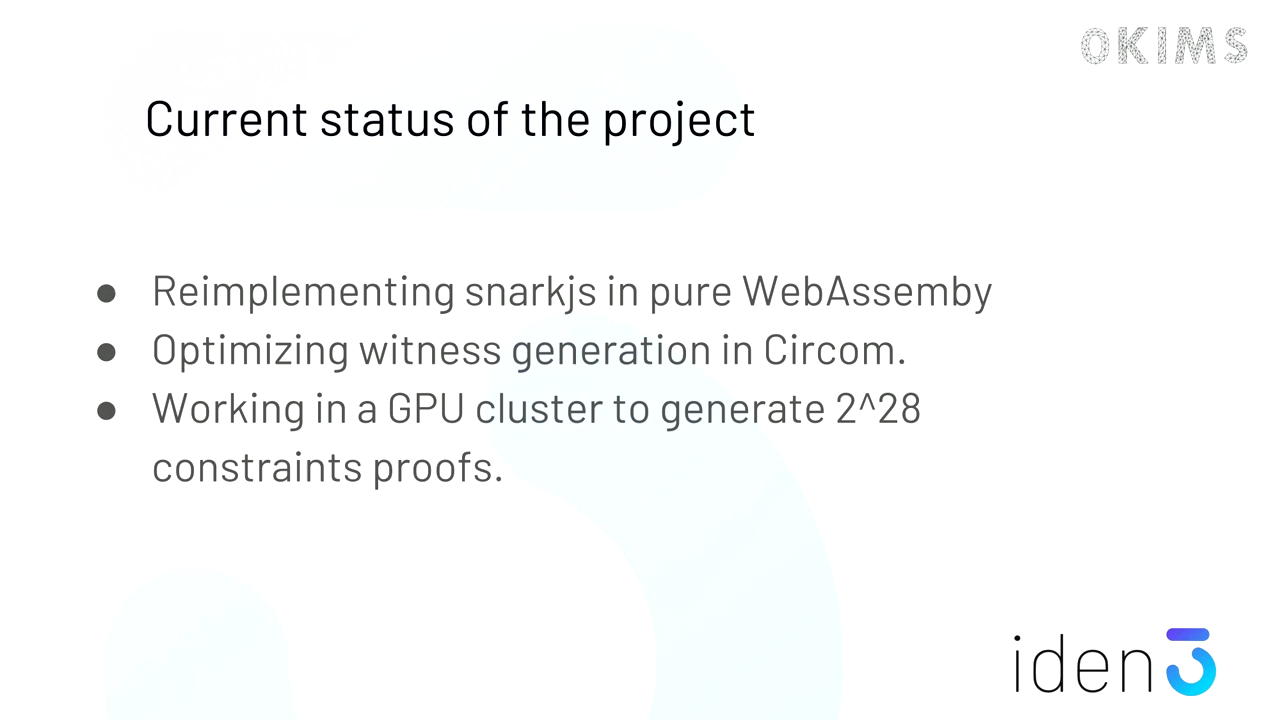 OKIMS
Current status of the project
● Reimplementing snarkjs in pure WebAssemby
● Optimizing witness generation in Circom.
● Working in a GPU cluster to generate 2^28
constraints proofs.
iden3